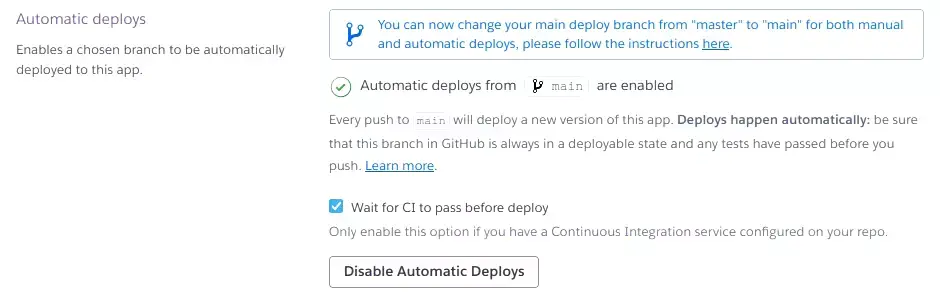 Automatic deploys
Enables a chosen branch to be automatically
deployed to this app.
You can now change your main deploy branch from "master" to "main" for both manual
and automatic deploys, please follow the instructions here.
Automatic deploys from main are enabled
Every push to main will deploy a new version of this app. Deploys happen automatically: be sure
that this branch in GitHub is always in a deployable state and any tests have passed before you
push. Learn more.
Wait for CI to pass before deploy
Only enable this option if you have a Continuous Integration service configured on your repo.
Disable Automatic Deploys